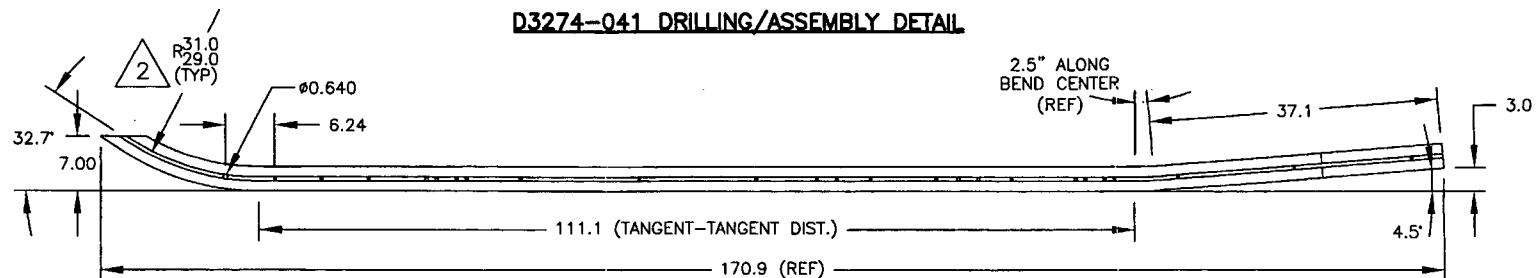 D3274-041 DRILLING/ASSEMBLY DETAIL
2
R31.0
29.0
(TYP)
ø0.640
6.24
32.7°
7.00
2.5" ALONG
BEND CENTER
(REF)
37.1
3.0
111.1 (TANGENT-TANGENT DIST.)
4.5°
170.9 (REF)